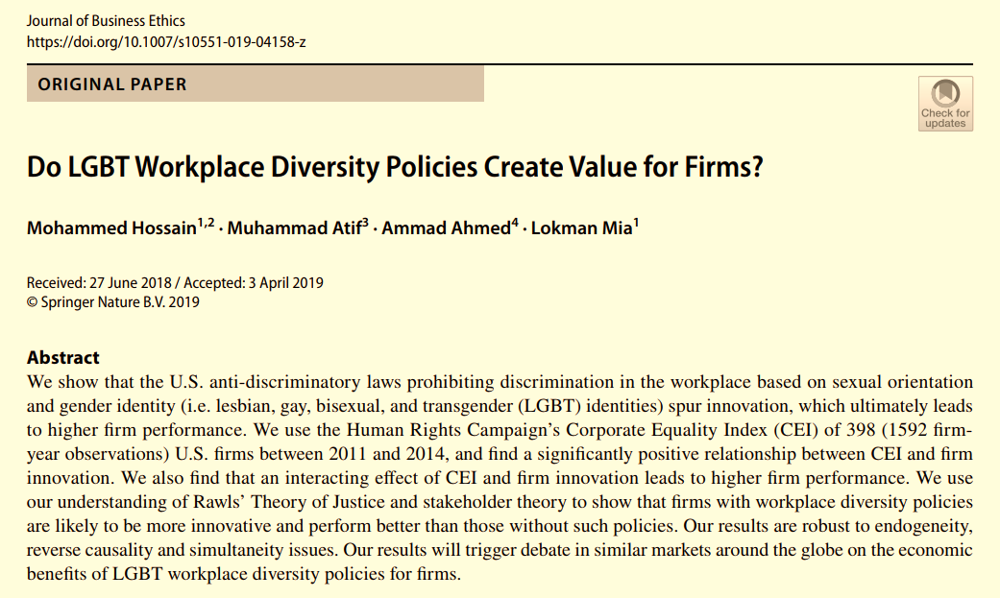 Journal of Business Ethics
https://doi.org/10.1007/s10551-019-04158-z
ORIGINAL PAPER
Check for
updates
Do LGBT Workplace Diversity Policies Create Value for Firms?
Mohammed Hossain1,2 · Muhammad Atif3 · Ammad Ahmed4 · Lokman Mia1
Received: 27 June 2018 / Accepted: 3 April 2019
© Springer Nature B.V. 2019
Abstract
We show that the U.S. anti-discriminatory laws prohibiting discrimination in the workplace based on sexual orientation
and gender identity (i.e. lesbian, gay, bisexual, and transgender (LGBT) identities) spur innovation, which ultimately leads
to higher firm performance. We use the Human Rights Campaign's Corporate Equality Index (CEI) of 398 (1592 firm-
year observations) U.S. firms between 2011 and 2014, and find a significantly positive relationship between CEI and firm
innovation. We also find that an interacting effect of CEI and firm innovation leads to higher firm performance. We use
our understanding of Rawls' Theory of Justice and stakeholder theory to show that firms with workplace diversity policies
are likely to be more innovative and perform better than those without such policies. Our results are robust to endogeneity,
reverse causality and simultaneity issues. Our results will trigger debate in similar markets around the globe on the economic
benefits of LGBT workplace diversity policies for firms.